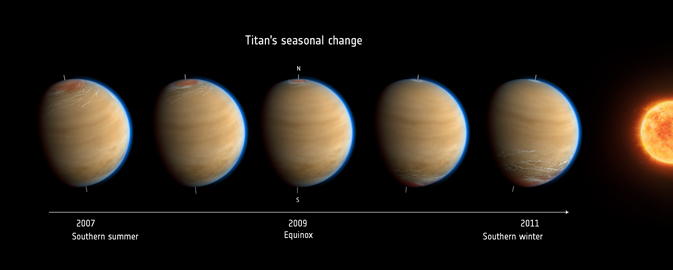 Titan's seasonal change
N
S
2007
Southern summer
2009
Equinox
2011
Southern winter